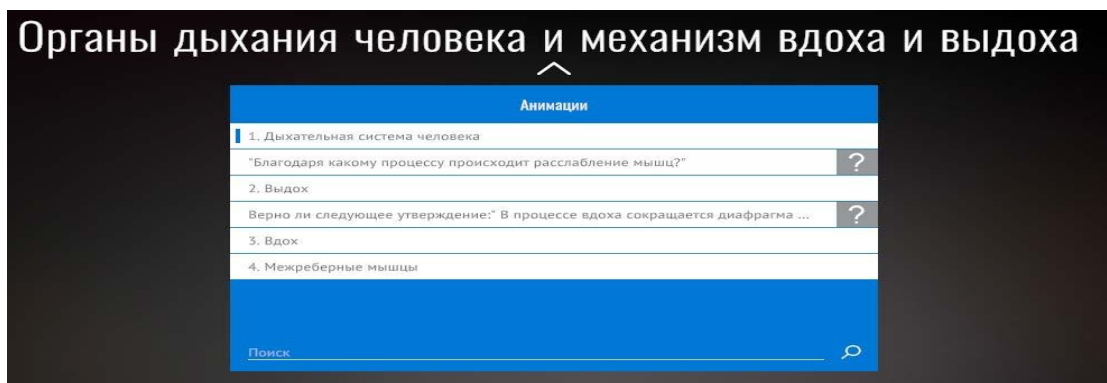 Органы дыхания человека и механизм вдоха и выдоха
Анимации
1. Дыхательная система человека
"Благодаря какому процессу происходит расслабление мышц?"
?
2. Выдох
Верно ли следующее утверждение:" В процессе вдоха сокращается диафрагма ...
?
3. Вдох
4. Межреберные мышцы
Поиск